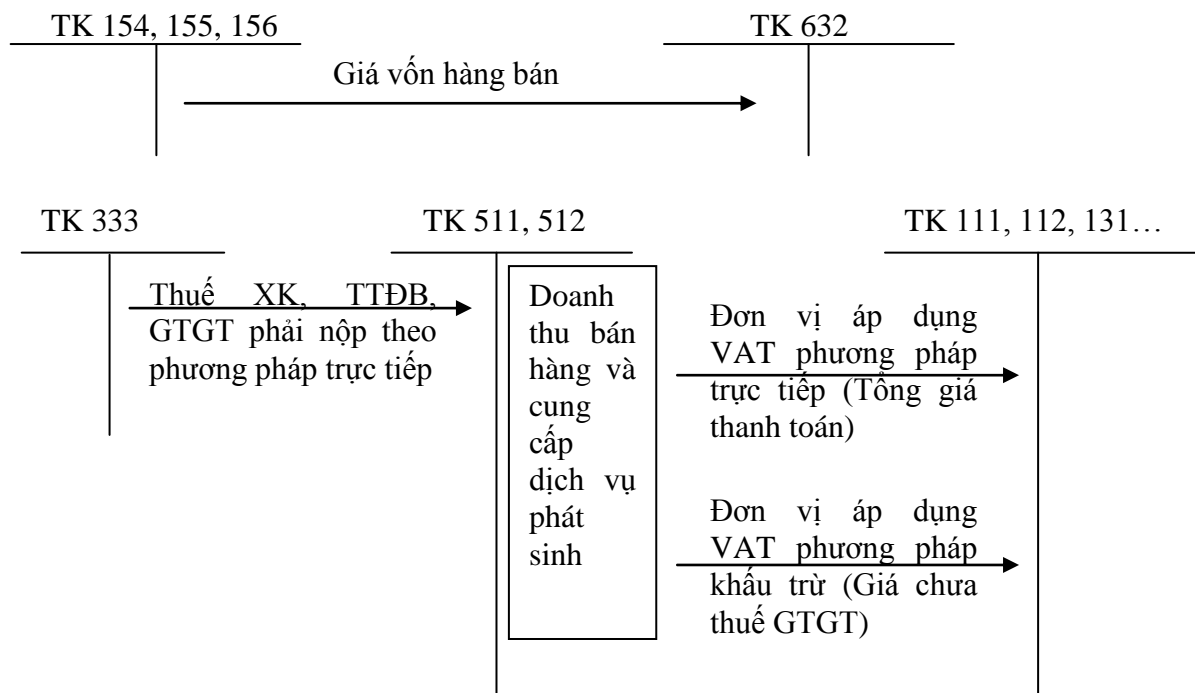 TK 154, 155, 156
TK 632
Giá vốn hàng bán
TK 333
TK 511, 512
TK 111, 112, 131…
Thuế XK, TTĐB,
GTGT phải nộp theo
phương pháp trực tiếp
Doanh
thu bán
hàng và
cung
cấp
dịch vụ
phát
sinh
Đơn vị áp dụng
VAT phương pháp
trực tiếp (Tổng giá
thanh toán)
Đơn vị áp dụng
VAT phương pháp
khấu trừ (Giá chưa
thuế GTGT)